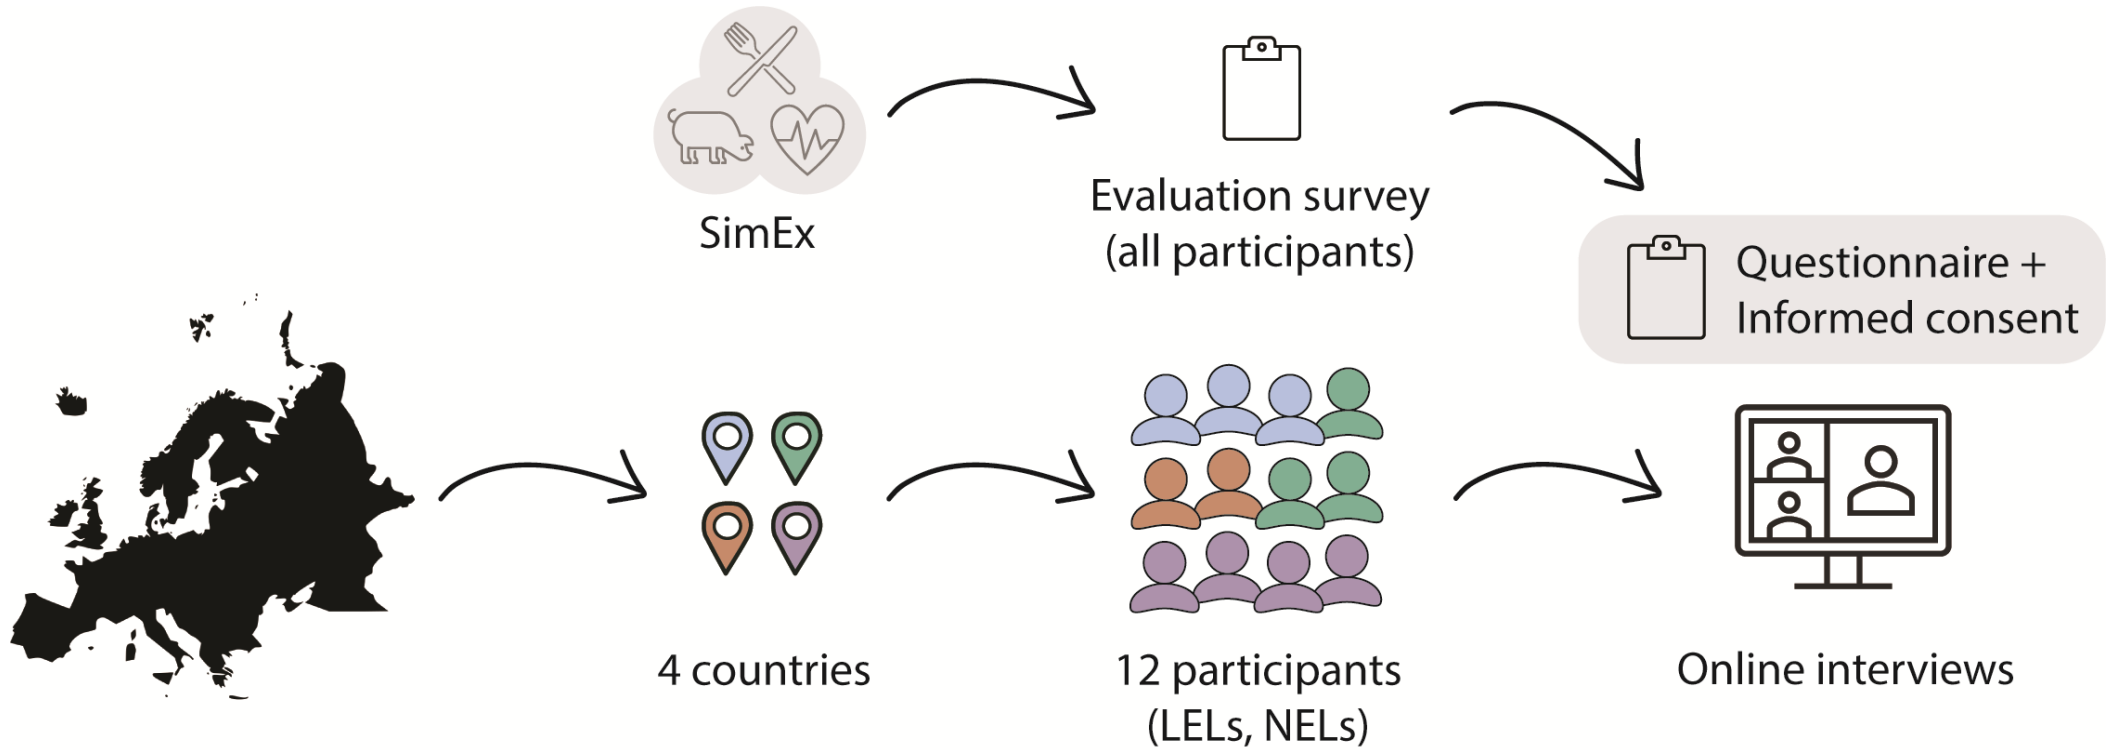 SimEx
Evaluation survey
(all participants)
Questionnaire +
Informed consent
4 countries
12 participants
(LELs, NELs)
Online interviews